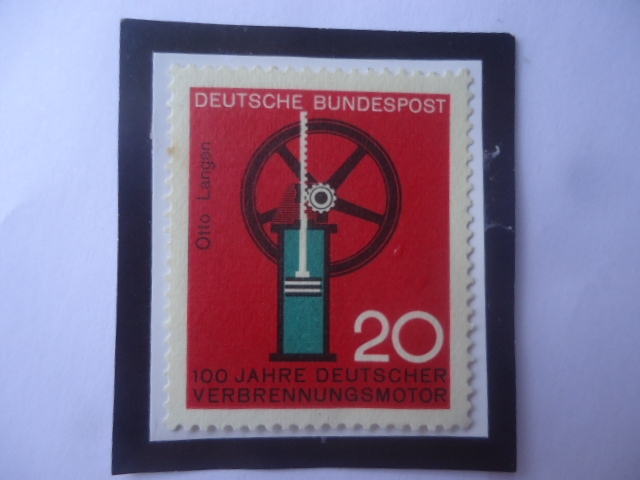 DEUTSCHE BUNDESPOST
Otto Langen
20
100 JAHRE DEUTSCHER
VERBRENNUNGSMOTOR